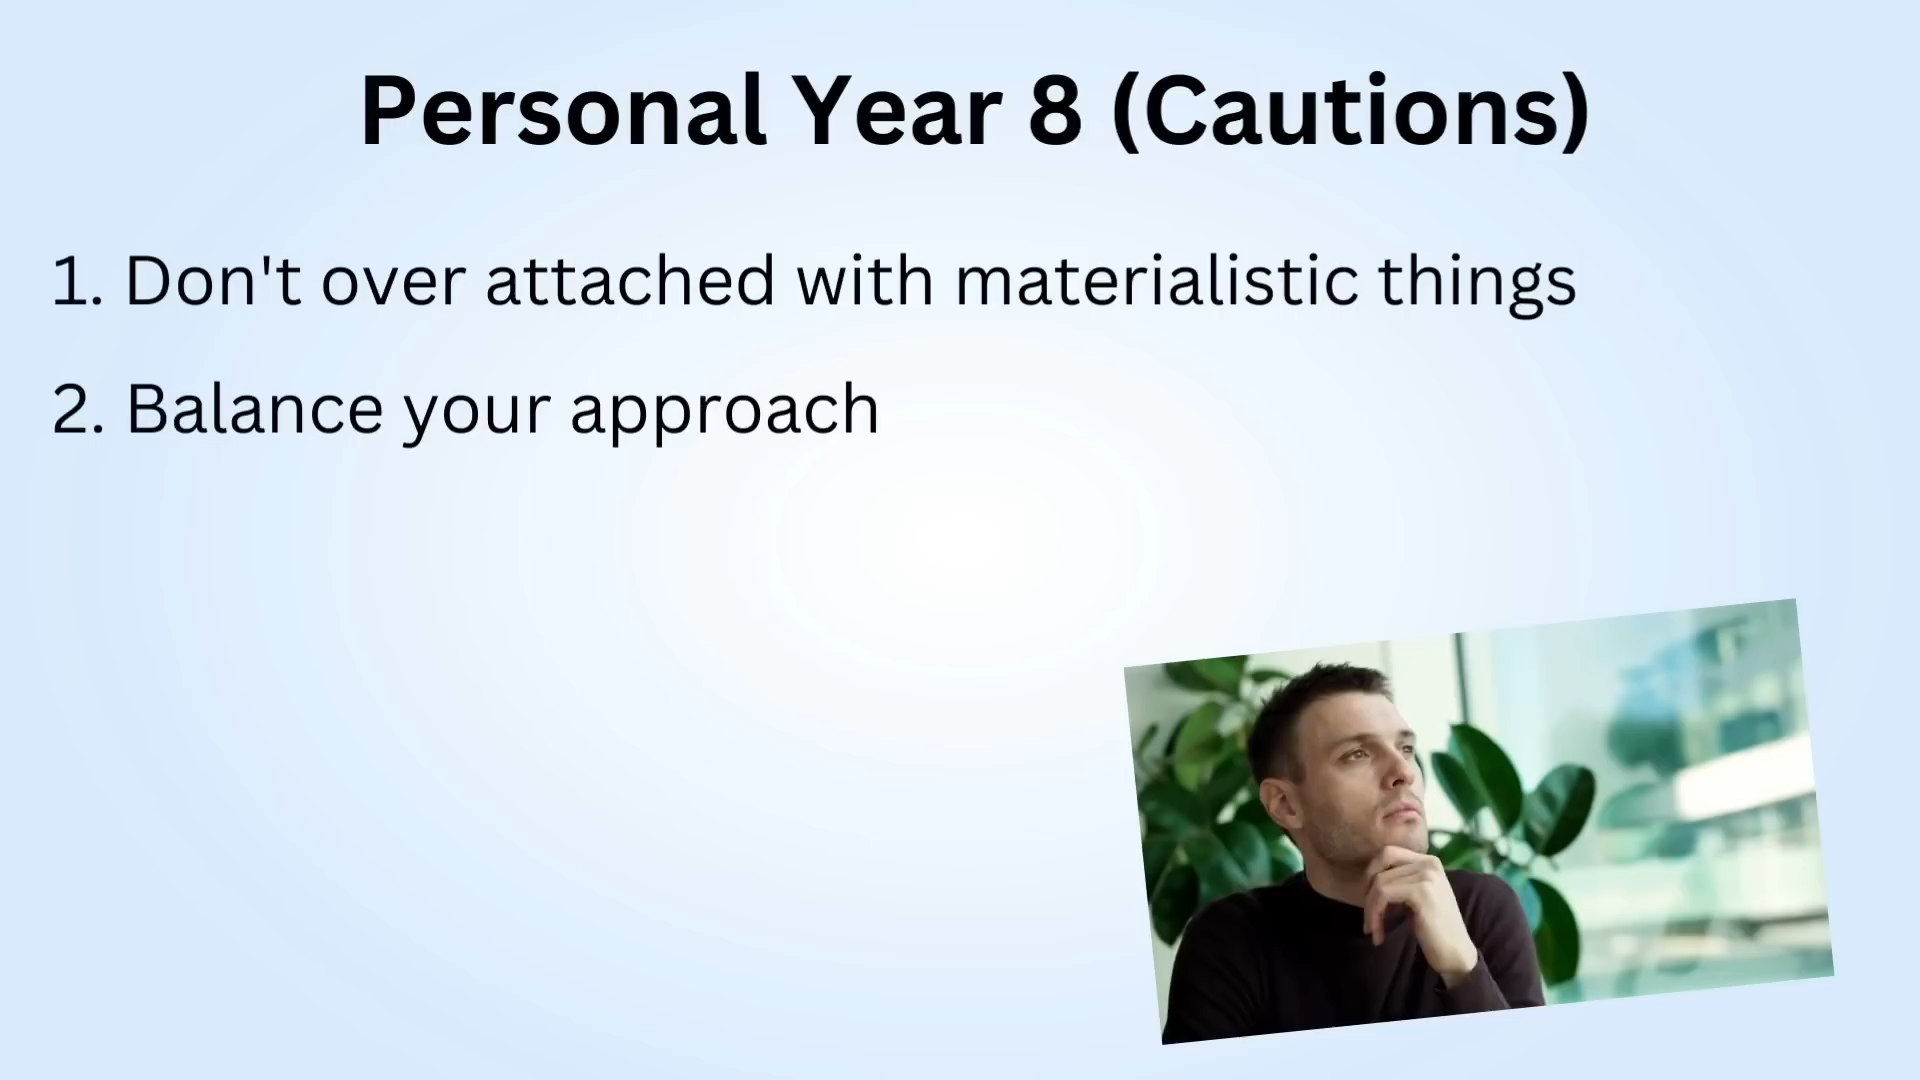 Personal Year 8 (Cautions)
1. Don't over attached with materialistic things
2. Balance your approach